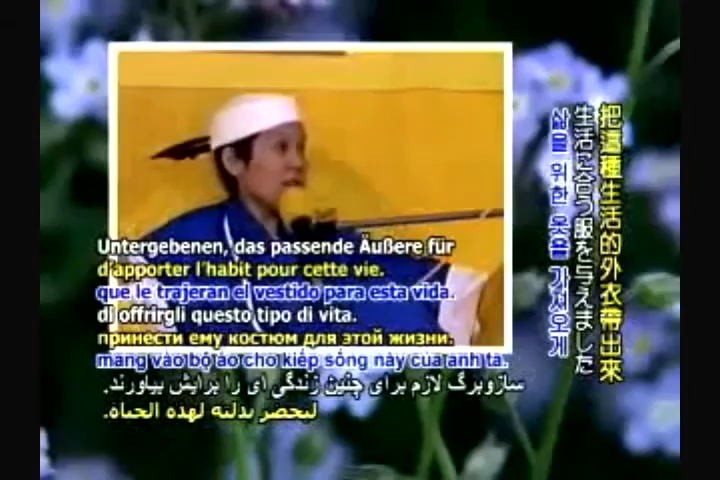 Untergebenen, das passende Äußere für
d'apporter l'habit pour cette vie.
que le trajeran el vestido para esta vida.
di offrirgli questo tipo di vita.
принести ему костюм для этой жизни.
mang vào bộ áo cho kiếp sống này của anh ta.
سازوبرگ لازم برای چنین زندگی ای را برایش بیاورند.
ليحضر بدلته لهذه الحياة.
把這種生活的外衣帶出來
生活に合う服を与えました
삶을 위한 옷을 가져오게